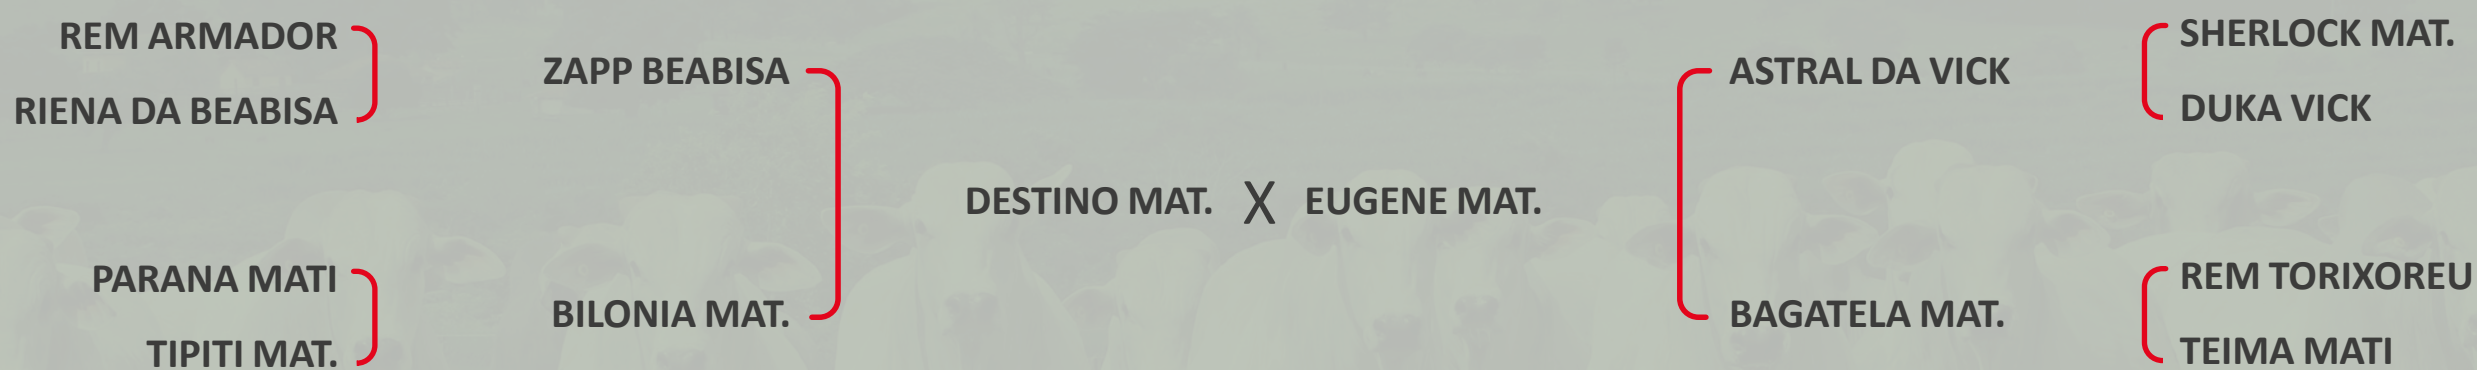 REM ARMADOR
RIENA DA BEABISA
ZAPP BEABISA
PARANA MATI
TIPITI MAT.
BILONIA MAT.
DESTINO MAT. X EUGENE MAT.
ASTRAL DA VICK
SHERLOCK MAT.
DUKA VICK
BAGATELA MAT.
REM TORIXOREU
TEIMA MATI